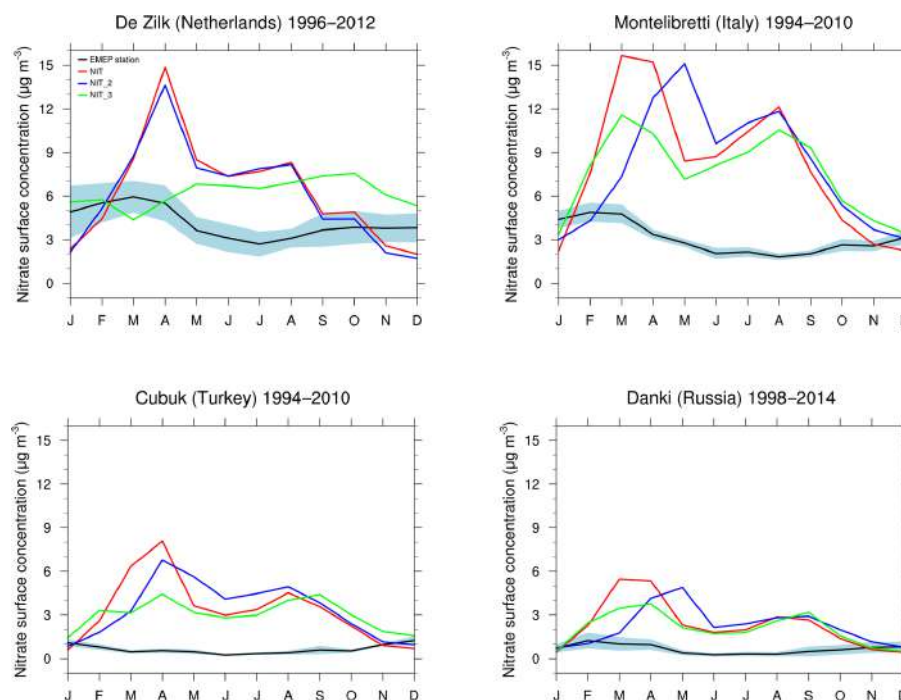 De Zilk (Netherlands) 1996–2012
Nitrate surface concentration (µg m⁻³)
15
12
9
6
3
0
EMEP station
NIT
NIT_2
NIT_3
J F M A M J J A S O N D
Montelibretti (Italy) 1994–2010
Nitrate surface concentration (µg m⁻³)
15
12
9
6
3
0
J F M A M J J A S O N D
Cubuk (Turkey) 1994–2010
Nitrate surface concentration (µg m⁻³)
15
12
9
6
3
0
J F M A M J J A S O N D
Danki (Russia) 1998–2014
Nitrate surface concentration (µg m⁻³)
15
12
9
6
3
0
J F M A M J J A S O N D